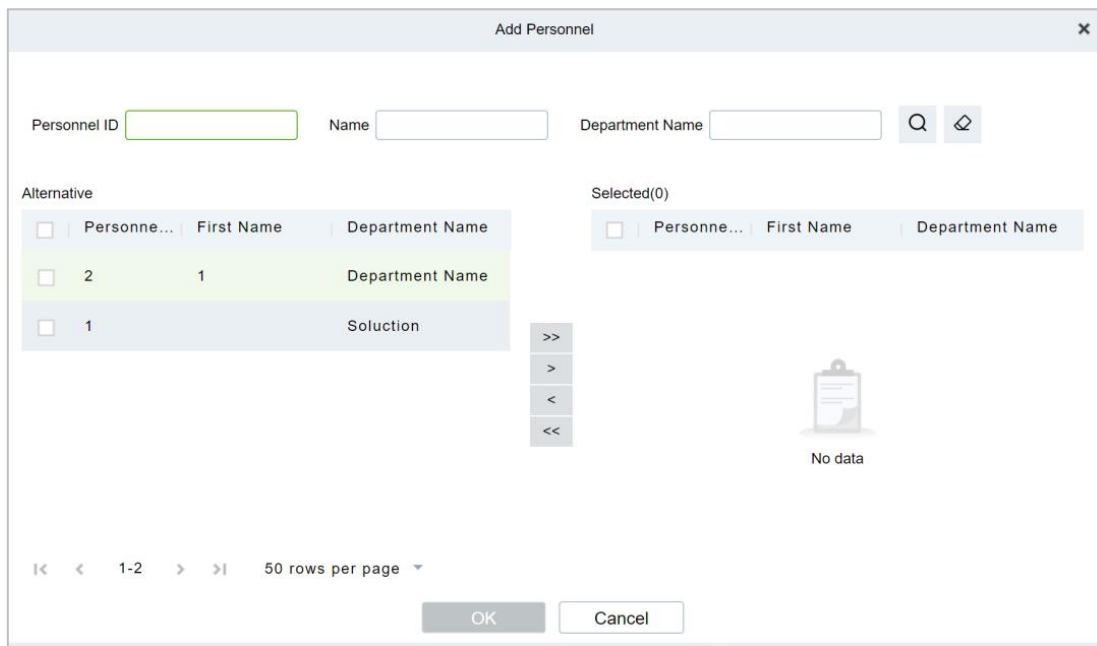 Add Personnel
Personnel ID Name Department Name
Alternative Selected(0)
Personne... First Name Department Name Personne... First Name Department Name
2 1 Department Name
1 Soluction
>>
>
<
<<
No data
1-2 50 rows per page
OK Cancel